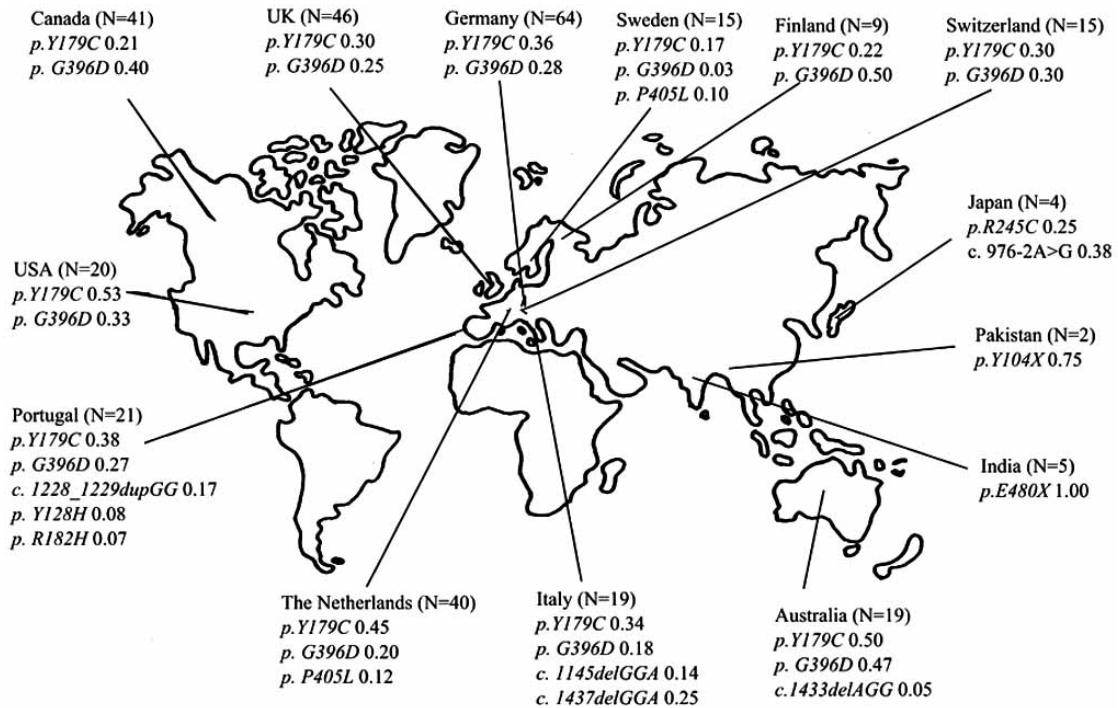 Canada (N=41)
p.Y179C 0.21
p. G396D 0.40
UK (N=46)
p.Y179C 0.30
p. G396D 0.25
Germany (N=64)
p.Y179C 0.36
p. G396D 0.28
Sweden (N=15)
p.Y179C 0.17
p. G396D 0.03
p. P405L 0.10
Finland (N=9)
p.Y179C 0.22
p. G396D 0.50
Switzerland (N=15)
p.Y179C 0.30
p. G396D 0.30
Japan (N=4)
p.R245C 0.25
c. 976-2A>G 0.38
USA (N=20)
p.Y179C 0.53
p. G396D 0.33
Pakistan (N=2)
p.Y104X 0.75
Portugal (N=21)
p.Y179C 0.38
p. G396D 0.27
c. 1228_1229dupGG 0.17
p. Y128H 0.08
p. R182H 0.07
India (N=5)
p.E480X 1.00
The Netherlands (N=40)
p.Y179C 0.45
p. G396D 0.20
p. P405L 0.12
Italy (N=19)
p.Y179C 0.34
p. G396D 0.18
c. 1145delGGA 0.14
c. 1437delGGA 0.25
Australia (N=19)
p.Y179C 0.50
p. G396D 0.47
c.1433delAGG 0.05